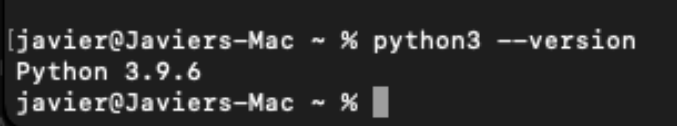 [javier@Javiers-Mac ~ % python3 --version
Python 3.9.6
javier@Javiers-Mac ~ %